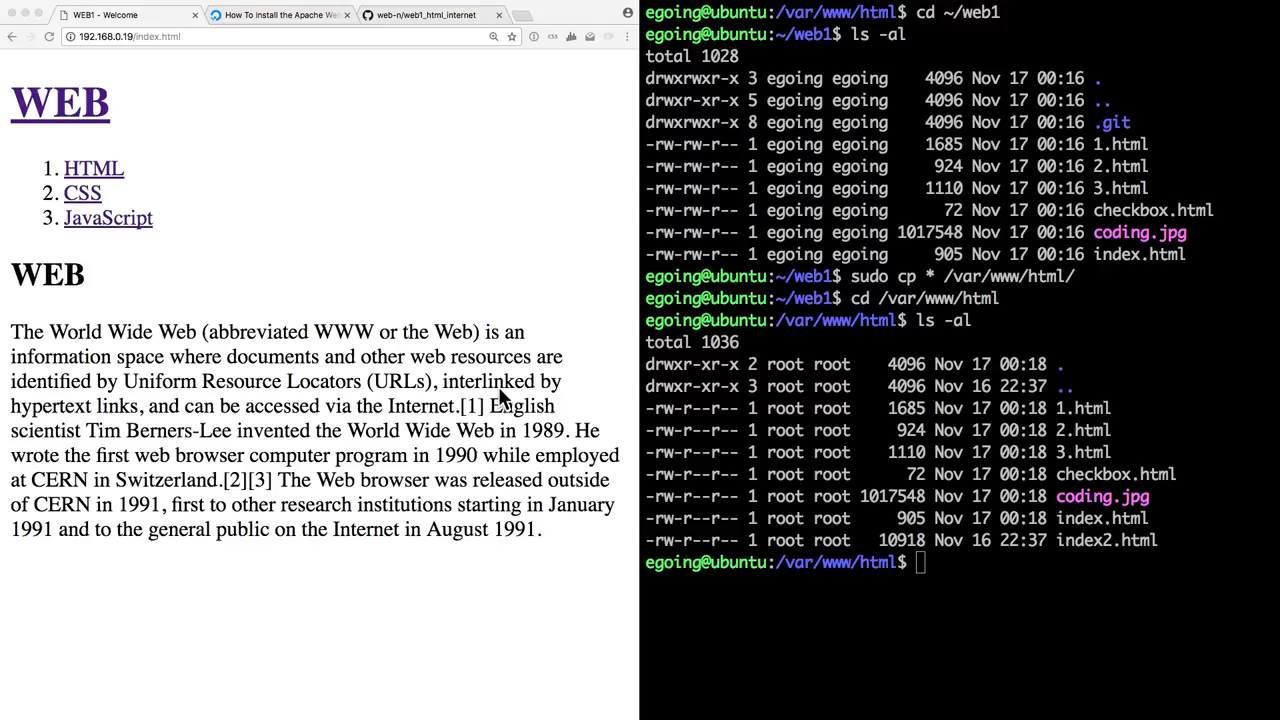 WEB1 - Welcome
How To Install the Apache We
web-n/web1_html_internet
192.168.0.19/index.html
WEB
1. HTML
2. CSS
3. JavaScript
WEB
The World Wide Web (abbreviated WWW or the Web) is an
information space where documents and other web resources are
identified by Uniform Resource Locators (URLs), interlinked by
hypertext links, and can be accessed via the Internet.[1] English
scientist Tim Berners-Lee invented the World Wide Web in 1989. He
wrote the first web browser computer program in 1990 while employed
at CERN in Switzerland.[2][3] The Web browser was released outside
of CERN in 1991, first to other research institutions starting in January
1991 and to the general public on the Internet in August 1991.
egoing@ubuntu:/var/www/html$ cd ~/web1
egoing@ubuntu:~/web1$ ls -al
total 1028
drwxrwxr-x 3 egoing egoing    4096 Nov 17 00:16 .
drwxr-xr-x 5 egoing egoing    4096 Nov 17 00:16 ..
drwxrwxr-x 8 egoing egoing    4096 Nov 17 00:16 .git
-rw-rw-r-- 1 egoing egoing    1685 Nov 17 00:16 1.html
-rw-rw-r-- 1 egoing egoing     924 Nov 17 00:16 2.html
-rw-rw-r-- 1 egoing egoing    1110 Nov 17 00:16 3.html
-rw-rw-r-- 1 egoing egoing      72 Nov 17 00:16 checkbox.html
-rw-rw-r-- 1 egoing egoing 1017548 Nov 17 00:16 coding.jpg
-rw-rw-r-- 1 egoing egoing     905 Nov 17 00:16 index.html
egoing@ubuntu:~/web1$ sudo cp * /var/www/html/
egoing@ubuntu:~/web1$ cd /var/www/html
egoing@ubuntu:/var/www/html$ ls -al
total 1036
drwxr-xr-x 2 root root    4096 Nov 17 00:18 .
drwxr-xr-x 3 root root    4096 Nov 16 22:37 ..
-rw-r--r-- 1 root root    1685 Nov 17 00:18 1.html
-rw-r--r-- 1 root root     924 Nov 17 00:18 2.html
-rw-r--r-- 1 root root    1110 Nov 17 00:18 3.html
-rw-r--r-- 1 root root      72 Nov 17 00:18 checkbox.html
-rw-r--r-- 1 root root 1017548 Nov 17 00:18 coding.jpg
-rw-r--r-- 1 root root     905 Nov 17 00:18 index.html
-rw-r--r-- 1 root root   10918 Nov 16 22:37 index2.html
egoing@ubuntu:/var/www/html$